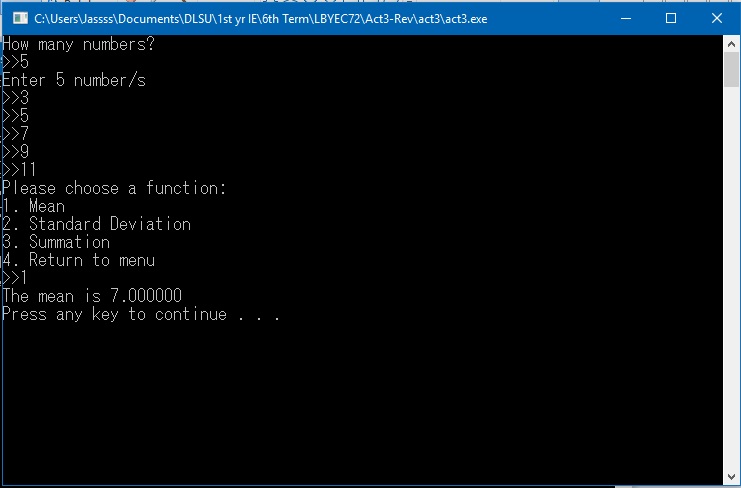 C:\Users\Jassss\Documents\DLSU\1st yr IE\6th Term\LBYEC72\Act3-Rev\act3\act3.exe
How many numbers?
>>5
Enter 5 number/s
>>3
>>5
>>7
>>9
>>11
Please choose a function:
1. Mean
2. Standard Deviation
3. Summation
4. Return to menu
>>1
The mean is 7.000000
Press any key to continue . . .